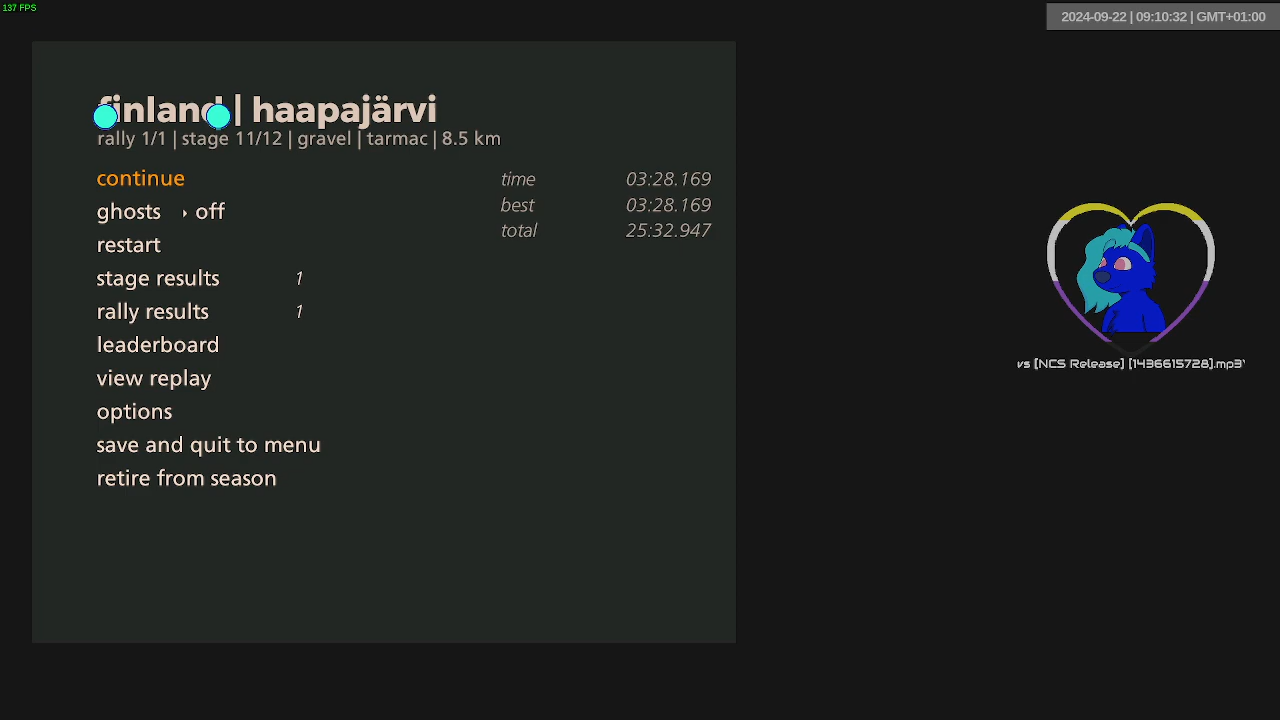 137 FPS
2024-09-22 | 09:10:32 | GMT+01:00
finland | haapajärvi
rally 1/1 | stage 11/12 | gravel | tarmac | 8.5 km
continue
time 03:28.169
ghosts ‣ off
best 03:28.169
total 25:32.947
restart
stage results 1
rally results 1
leaderboard
view replay
options
save and quit to menu
retire from season
vs [NCS Release] [1436615728].mp3'